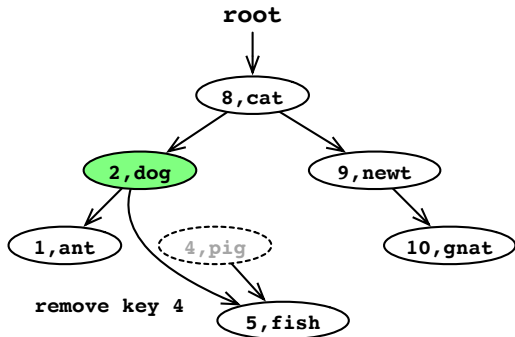 root
8,cat
2,dog
9,newt
1,ant
4,pig
10,gnat
remove key 4
5,fish